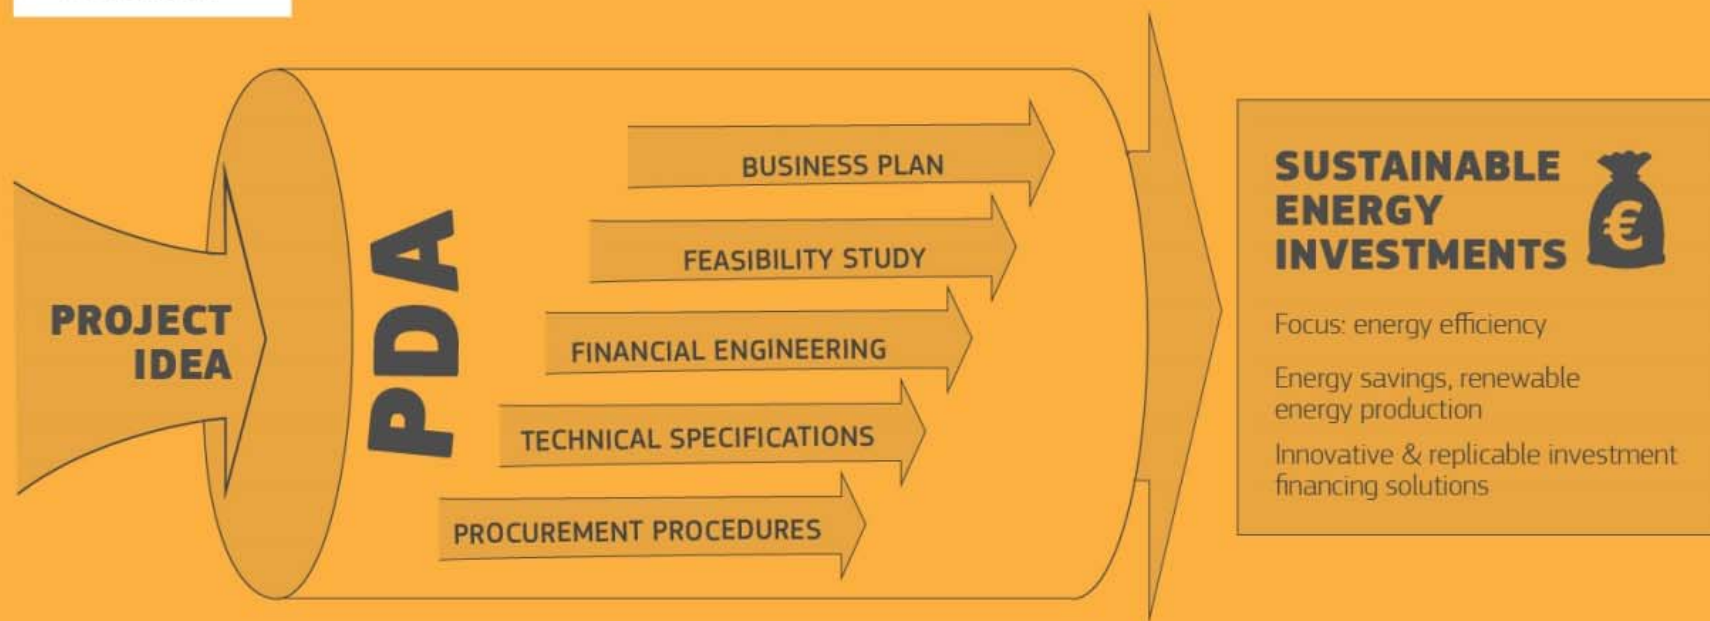 PROJECT
IDEA
PDA
BUSINESS PLAN
FEASIBILITY STUDY
FINANCIAL ENGINEERING
TECHNICAL SPECIFICATIONS
PROCUREMENT PROCEDURES
SUSTAINABLE
ENERGY
INVESTMENTS
€
Focus: energy efficiency
Energy savings, renewable
energy production
Innovative & replicable investment
financing solutions